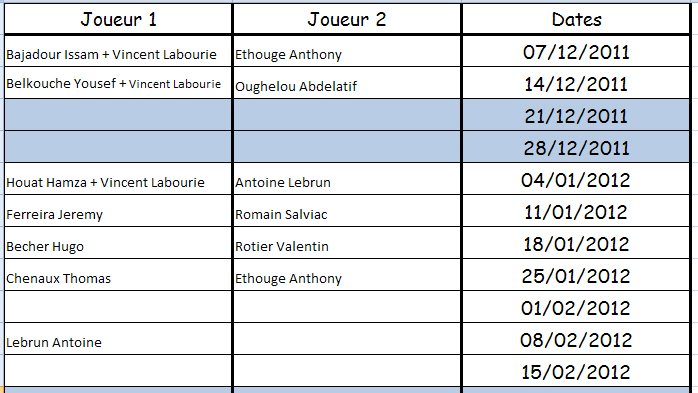 Joueur 1 Joueur 2 Dates
Bajadour Issam + Vincent Labourie Ethouge Anthony 07/12/2011
Belkouche Yousef + Vincent Labourie Oughelou Abdelatif 14/12/2011
21/12/2011
28/12/2011
Houat Hamza + Vincent Labourie Antoine Lebrun 04/01/2012
Ferreira Jeremy Romain Salviac 11/01/2012
Becher Hugo Rotier Valentin 18/01/2012
Chenaux Thomas Ethouge Anthony 25/01/2012
01/02/2012
Lebrun Antoine 08/02/2012
15/02/2012